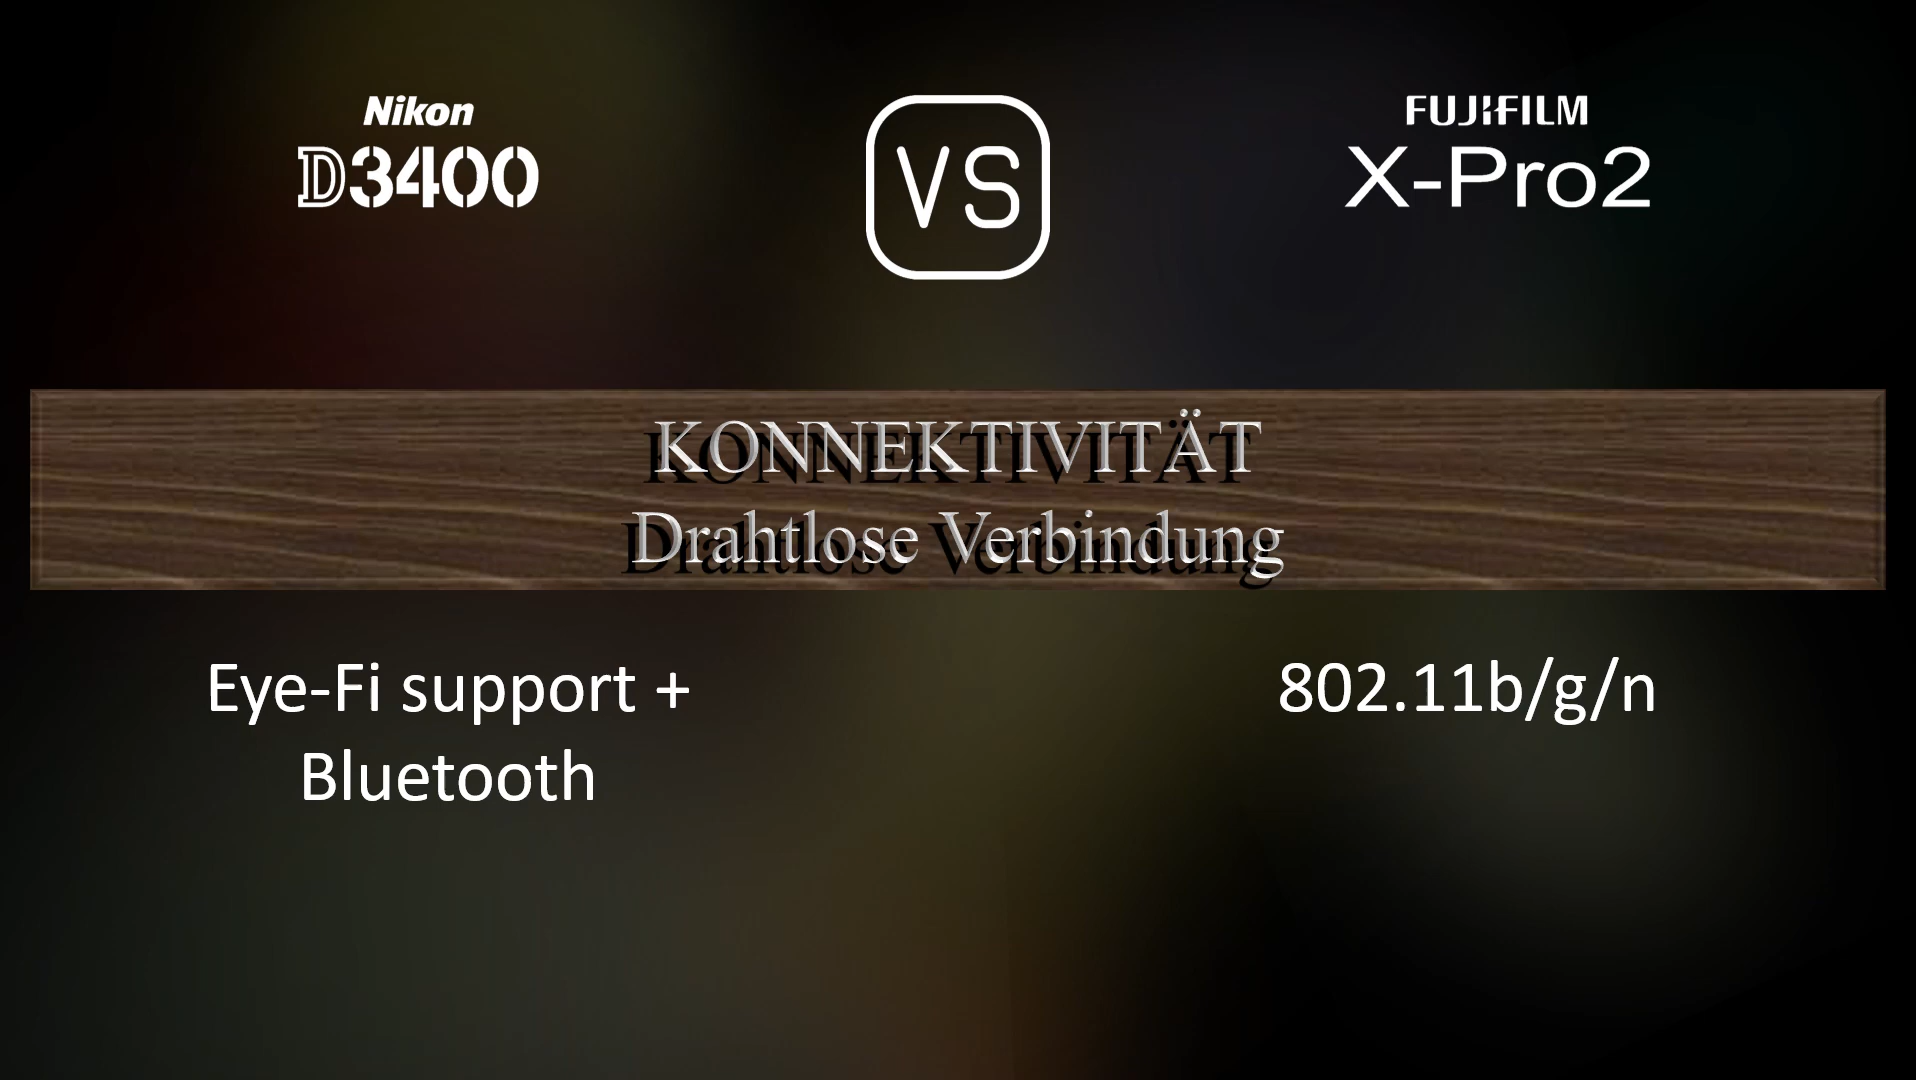 Nikon
D3400
VS
FUJIFILM
X-Pro2
KONNEKTIVITÄT
Drahtlose Verbindung
Eye-Fi support +
Bluetooth
802.11b/g/n